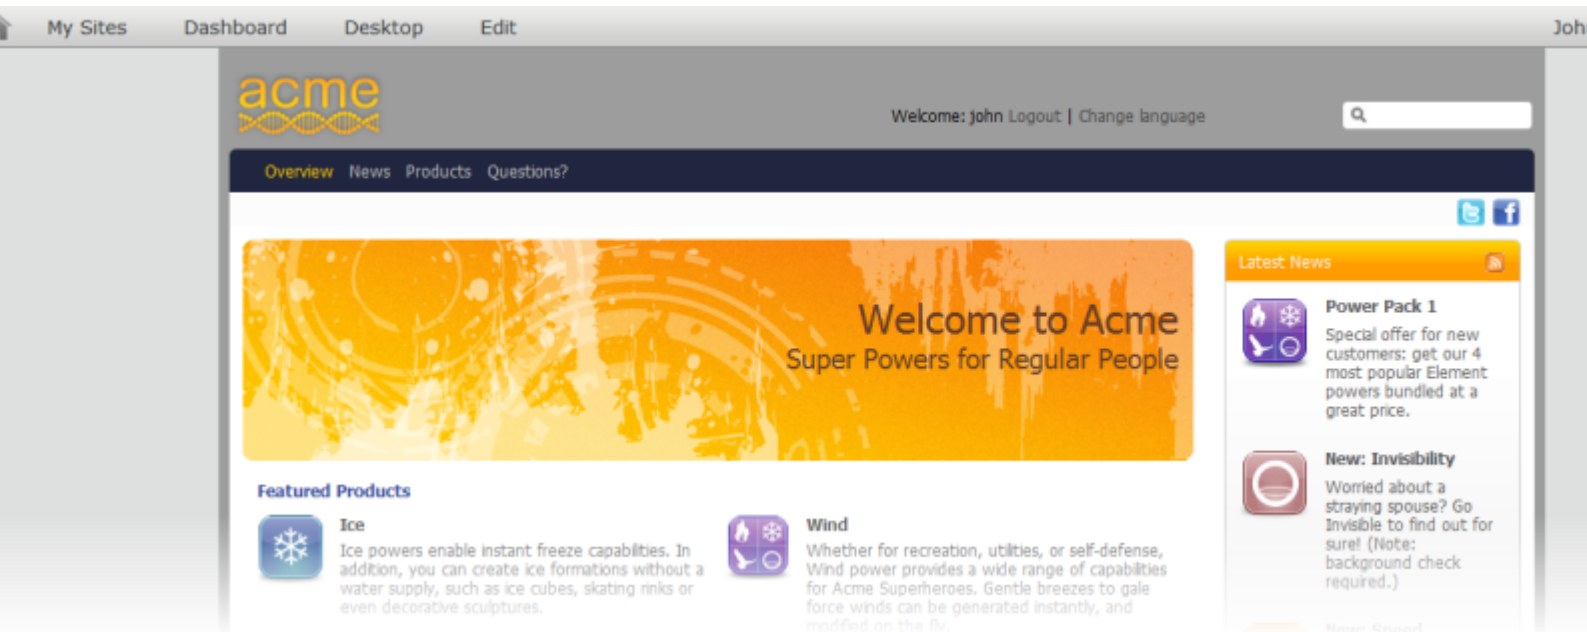 My Sites Dashboard Desktop Edit
acme
Welcome: john Logout | Change language
Overview News Products Questions?
Welcome to Acme
Super Powers for Regular People
Latest News
Power Pack 1
Special offer for new
customers: get our 4
most popular Element
powers bundled at a
great price.
New: Invisibility
Worried about a
straying spouse? Go
Invisible to find out for
sure! (Note:
background check
required.)
New: Speed
Featured Products
Ice
Ice powers enable instant freeze capabilities. In
addition, you can create ice formations without a
water supply, such as ice cubes, skating rinks or
even decorative sculptures.
Wind
Whether for recreation, utilities, or self-defense,
Wind power provides a wide range of capabilities
for Acme Superheroes. Gentle breezes to gale
force winds can be generated instantly, and
modified on the fly.